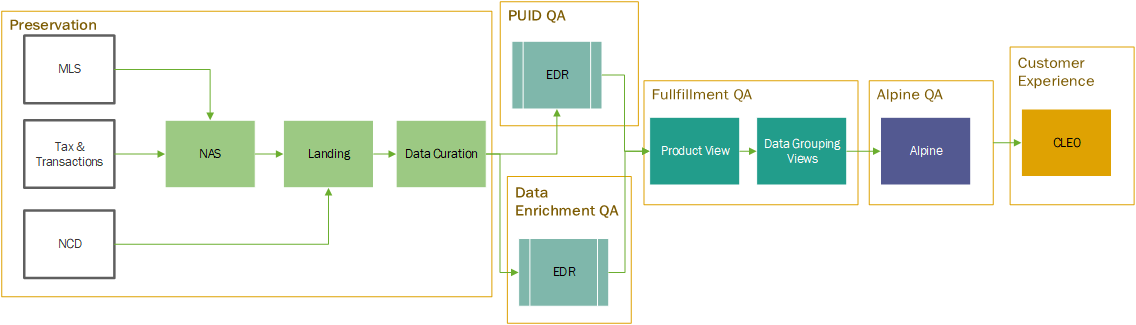 Preservation
MLS
Tax &
Transactions
NCD
NAS
Landing
Data Curation
PUID QA
EDR
Data
Enrichment QA
EDR
Fullfillment QA
Product View
Data Grouping
Views
Alpine QA
Alpine
Customer
Experience
CLEO